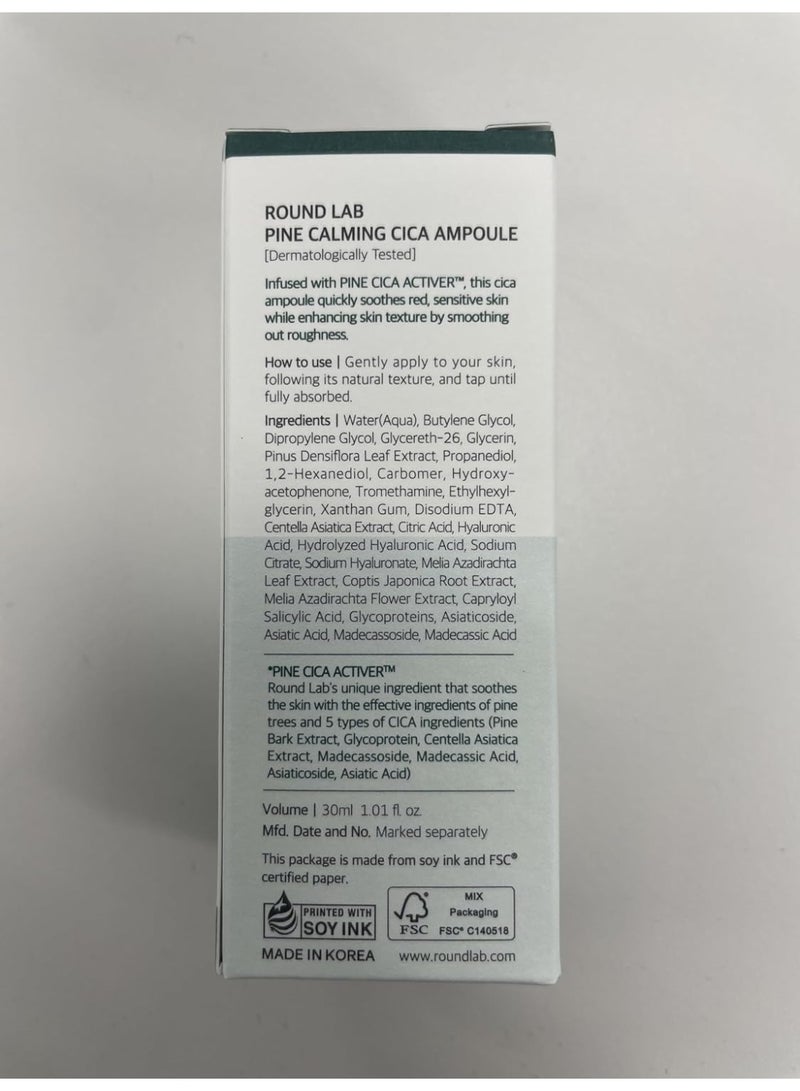 ROUND LAB
PINE CALMING CICA AMPOULE
[Dermatologically Tested]
Infused with PINE CICA ACTIVER™, this cica
ampoule quickly soothes red, sensitive skin
while enhancing skin texture by smoothing
out roughness.
How to use | Gently apply to your skin,
following its natural texture, and tap until
fully absorbed.
Ingredients | Water(Aqua), Butylene Glycol,
Dipropylene Glycol, Glycereth-26, Glycerin,
Pinus Densiflora Leaf Extract, Propanediol,
1,2-Hexanediol, Carbomer, Hydroxy-
acetophenone, Tromethamine, Ethylhexyl-
glycerin, Xanthan Gum, Disodium EDTA,
Centella Asiatica Extract, Citric Acid, Hyaluronic
Acid, Hydrolyzed Hyaluronic Acid, Sodium
Citrate, Sodium Hyaluronate, Melia Azadirachta
Leaf Extract, Coptis Japonica Root Extract,
Melia Azadirachta Flower Extract, Capryloyl
Salicylic Acid, Glycoproteins, Asiaticoside,
Asiatic Acid, Madecassoside, Madecassic Acid
*PINE CICA ACTIVER™
Round Lab's unique ingredient that soothes
the skin with the effective ingredients of pine
trees and 5 types of CICA ingredients (Pine
Bark Extract, Glycoprotein, Centella Asiatica
Extract, Madecassoside, Madecassic Acid,
Asiaticoside, Asiatic Acid)
Volume | 30ml 1.01 fl. oz.
Mfd. Date and No. Marked separately
This package is made from soy ink and FSC®
certified paper.
PRINTED WITH
SOY INK
FSC
MIX
Packaging
FSC® C140518
MADE IN KOREA www.roundlab.com